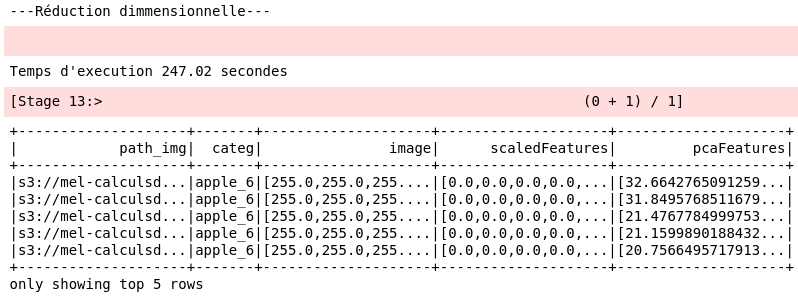 ---Réduction dimmensionnelle---
Temps d'execution 247.02 secondes
[Stage 13:>                                                         (0 + 1) / 1]
+--------------------+-------+--------------------+--------------------+--------------------+
|            path_img|  categ|               image|      scaledFeatures|         pcaFeatures|
+--------------------+-------+--------------------+--------------------+--------------------+
|s3://mel-calculsd...|apple_6|[255.0,255.0,255....|[0.0,0.0,0.0,0.0,...|[32.6642765091259...|
|s3://mel-calculsd...|apple_6|[255.0,255.0,255....|[0.0,0.0,0.0,0.0,...|[31.8495768511679...|
|s3://mel-calculsd...|apple_6|[255.0,255.0,255....|[0.0,0.0,0.0,0.0,...|[21.4767784999753...|
|s3://mel-calculsd...|apple_6|[255.0,255.0,255....|[0.0,0.0,0.0,0.0,...|[21.1599890188432...|
|s3://mel-calculsd...|apple_6|[255.0,255.0,255....|[0.0,0.0,0.0,0.0,...|[20.7566495717913...|
+--------------------+-------+--------------------+--------------------+--------------------+
only showing top 5 rows